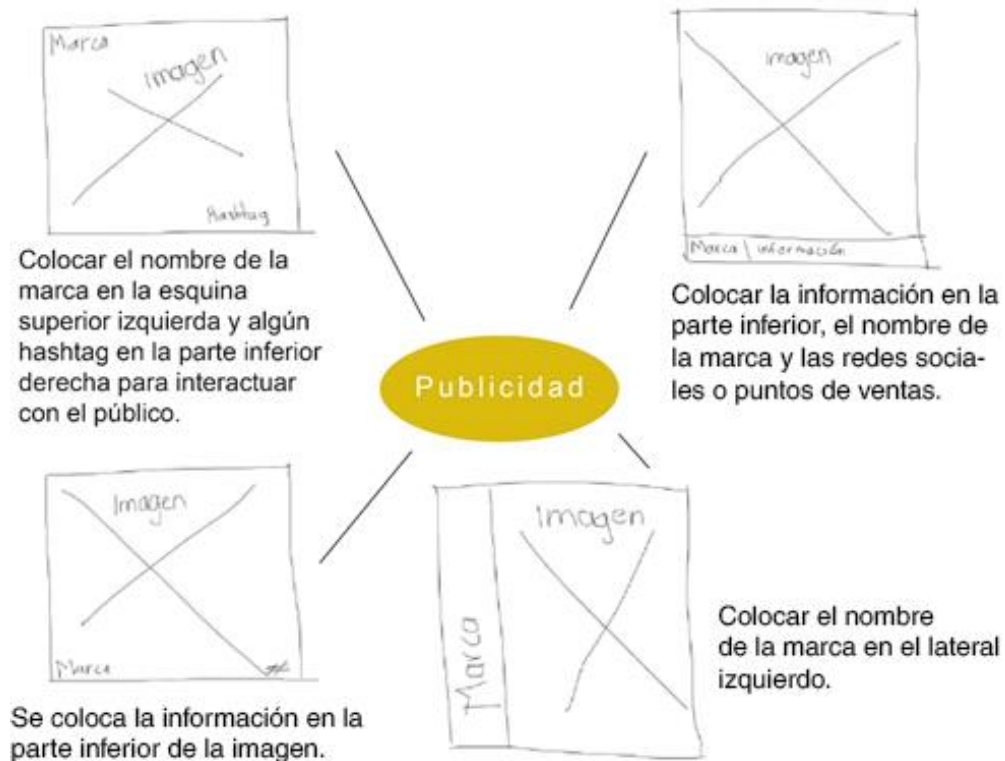 Marca
Imagen
Hashtag
Colocar el nombre de la
marca en la esquina
superior izquierda y algún
hashtag en la parte inferior
derecha para interactuar
con el público.
Imagen
Marca | información
Colocar la información en la
parte inferior, el nombre de
la marca y las redes socia-
les o puntos de ventas.
Publicidad
Imagen
Marca #
Se coloca la información en la
parte inferior de la imagen.
Imagen
Marca
Colocar el nombre
de la marca en el lateral
izquierdo.